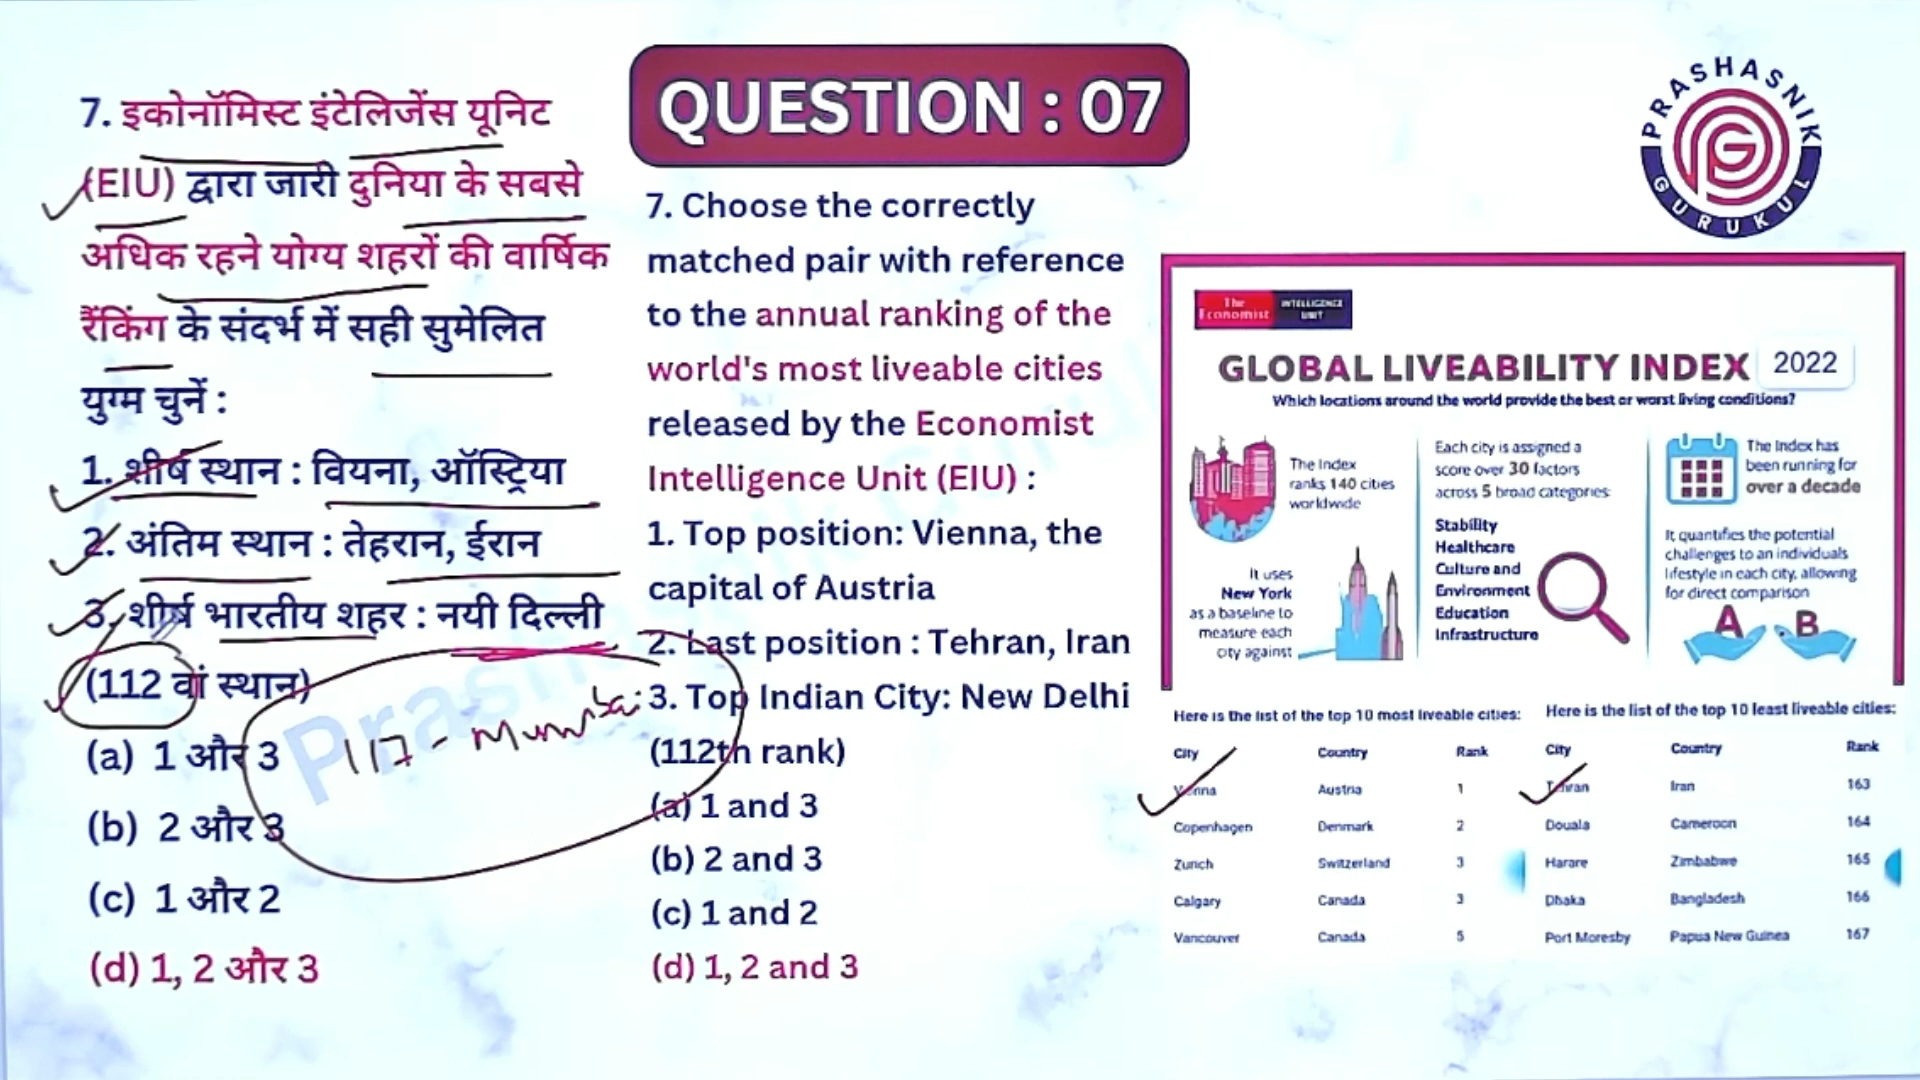 QUESTION : 07
PRASHASNIK GURUKUL
7. इकोनॉमिस्ट इंटेलिजेंस यूनिट
(EIU) द्वारा जारी दुनिया के सबसे
अधिक रहने योग्य शहरों की वार्षिक
रैंकिंग के संदर्भ में सही सुमेलित
युग्म चुनें :
1. शीर्ष स्थान : वियना, ऑस्ट्रिया
2. अंतिम स्थान : तेहरान, ईरान
3. शीर्ष भारतीय शहर : नयी दिल्ली
(112 वां स्थान)
(a) 1 और 3
(b) 2 और 3
(c) 1 और 2
(d) 1, 2 और 3
117 - Mumbai
7. Choose the correctly
matched pair with reference
to the annual ranking of the
world's most liveable cities
released by the Economist
Intelligence Unit (EIU) :
1. Top position: Vienna, the
capital of Austria
2. Last position : Tehran, Iran
3. Top Indian City: New Delhi
(112th rank)
(a) 1 and 3
(b) 2 and 3
(c) 1 and 2
(d) 1, 2 and 3
The Economist INTELLIGENCE UNIT
GLOBAL LIVEABILITY INDEX 2022
Which locations around the world provide the best or worst living conditions?
The Index
ranks 140 cities
worldwide
It uses
New York
as a baseline to
measure each
city against
Each city is assigned a
score over 30 factors
across 5 broad categories:
Stability
Healthcare
Culture and
Environment
Education
Infrastructure
The Index has
been running for
over a decade
It quantifies the potential
challenges to an individuals
lifestyle in each city, allowing
for direct comparison
A B
Here is the list of the top 10 most liveable cities:
City Country Rank
Vienna Austria 1
Copenhagen Denmark 2
Zurich Switzerland 3
Calgary Canada 3
Vancouver Canada 5
Here is the list of the top 10 least liveable cities:
City Country Rank
Tehran Iran 163
Douala Cameroon 164
Harare Zimbabwe 165
Dhaka Bangladesh 166
Port Moresby Papua New Guinea 167
Prashasnik Gurukul